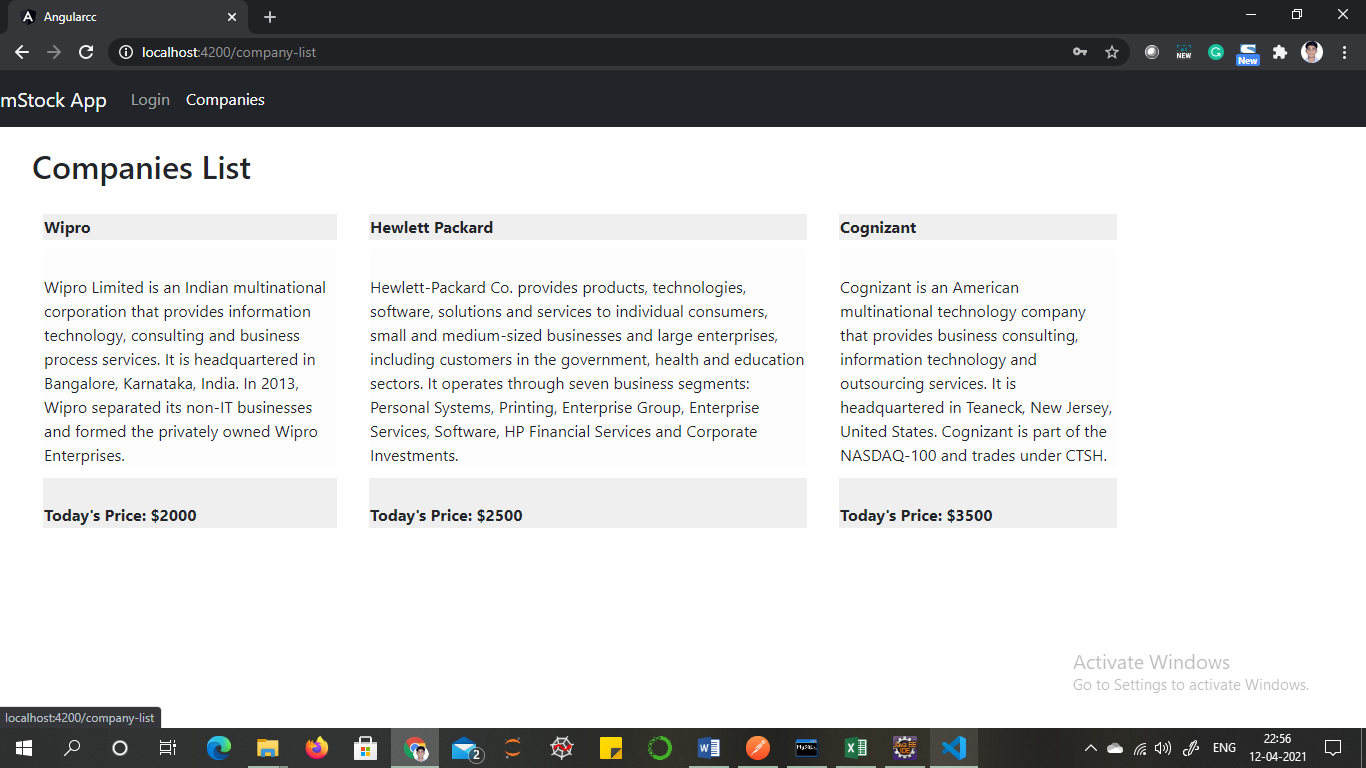 Angularcc
localhost:4200/company-list
NEW
New
mStock App Login Companies
Companies List
Wipro
Wipro Limited is an Indian multinational
corporation that provides information
technology, consulting and business
process services. It is headquartered in
Bangalore, Karnataka, India. In 2013,
Wipro separated its non-IT businesses
and formed the privately owned Wipro
Enterprises.
Today's Price: $2000
Hewlett Packard
Hewlett-Packard Co. provides products, technologies,
software, solutions and services to individual consumers,
small and medium-sized businesses and large enterprises,
including customers in the government, health and education
sectors. It operates through seven business segments:
Personal Systems, Printing, Enterprise Group, Enterprise
Services, Software, HP Financial Services and Corporate
Investments.
Today's Price: $2500
Cognizant
Cognizant is an American
multinational technology company
that provides business consulting,
information technology and
outsourcing services. It is
headquartered in Teaneck, New Jersey,
United States. Cognizant is part of the
NASDAQ-100 and trades under CTSH.
Today's Price: $3500
Activate Windows
Go to Settings to activate Windows.
localhost:4200/company-list
2
MySQL
Java EE
IDE
ENG
22:56
12-04-2021